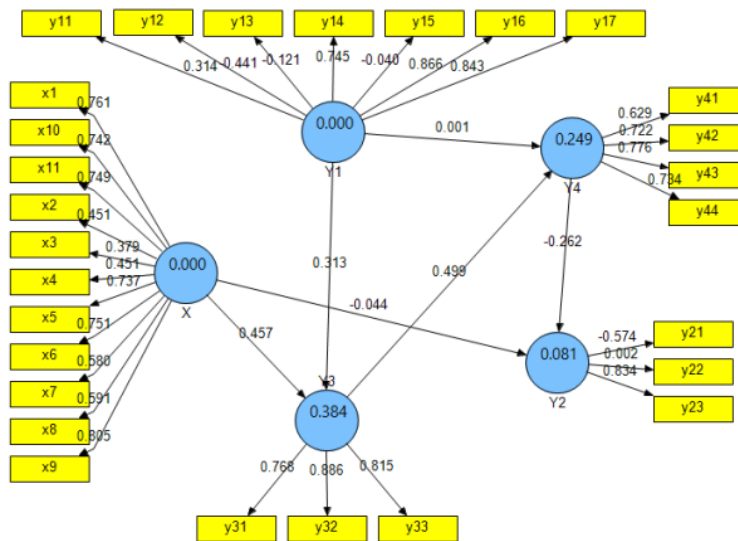 y11 y12 y13 y14 y15 y16 y17
0.314 0.441 -0.121 0.745 -0.040 0.866 0.843
x1
0.761
x10
0.742
x11
0.749
x2
0.451
x3
0.379
x4
0.451
x5
0.737
x6
0.751
x7
0.580
x8
0.591
x9
0.805
0.000
Y1
0.001
0.249
Y4
0.629
0.722
0.776
0.734
y41
y42
y43
y44
0.000
X
0.313
0.499
-0.262
-0.044
0.457
Y3
0.384
0.081
Y2
-0.574
0.002
0.834
y21
y22
y23
0.768 0.886 0.815
y31 y32 y33